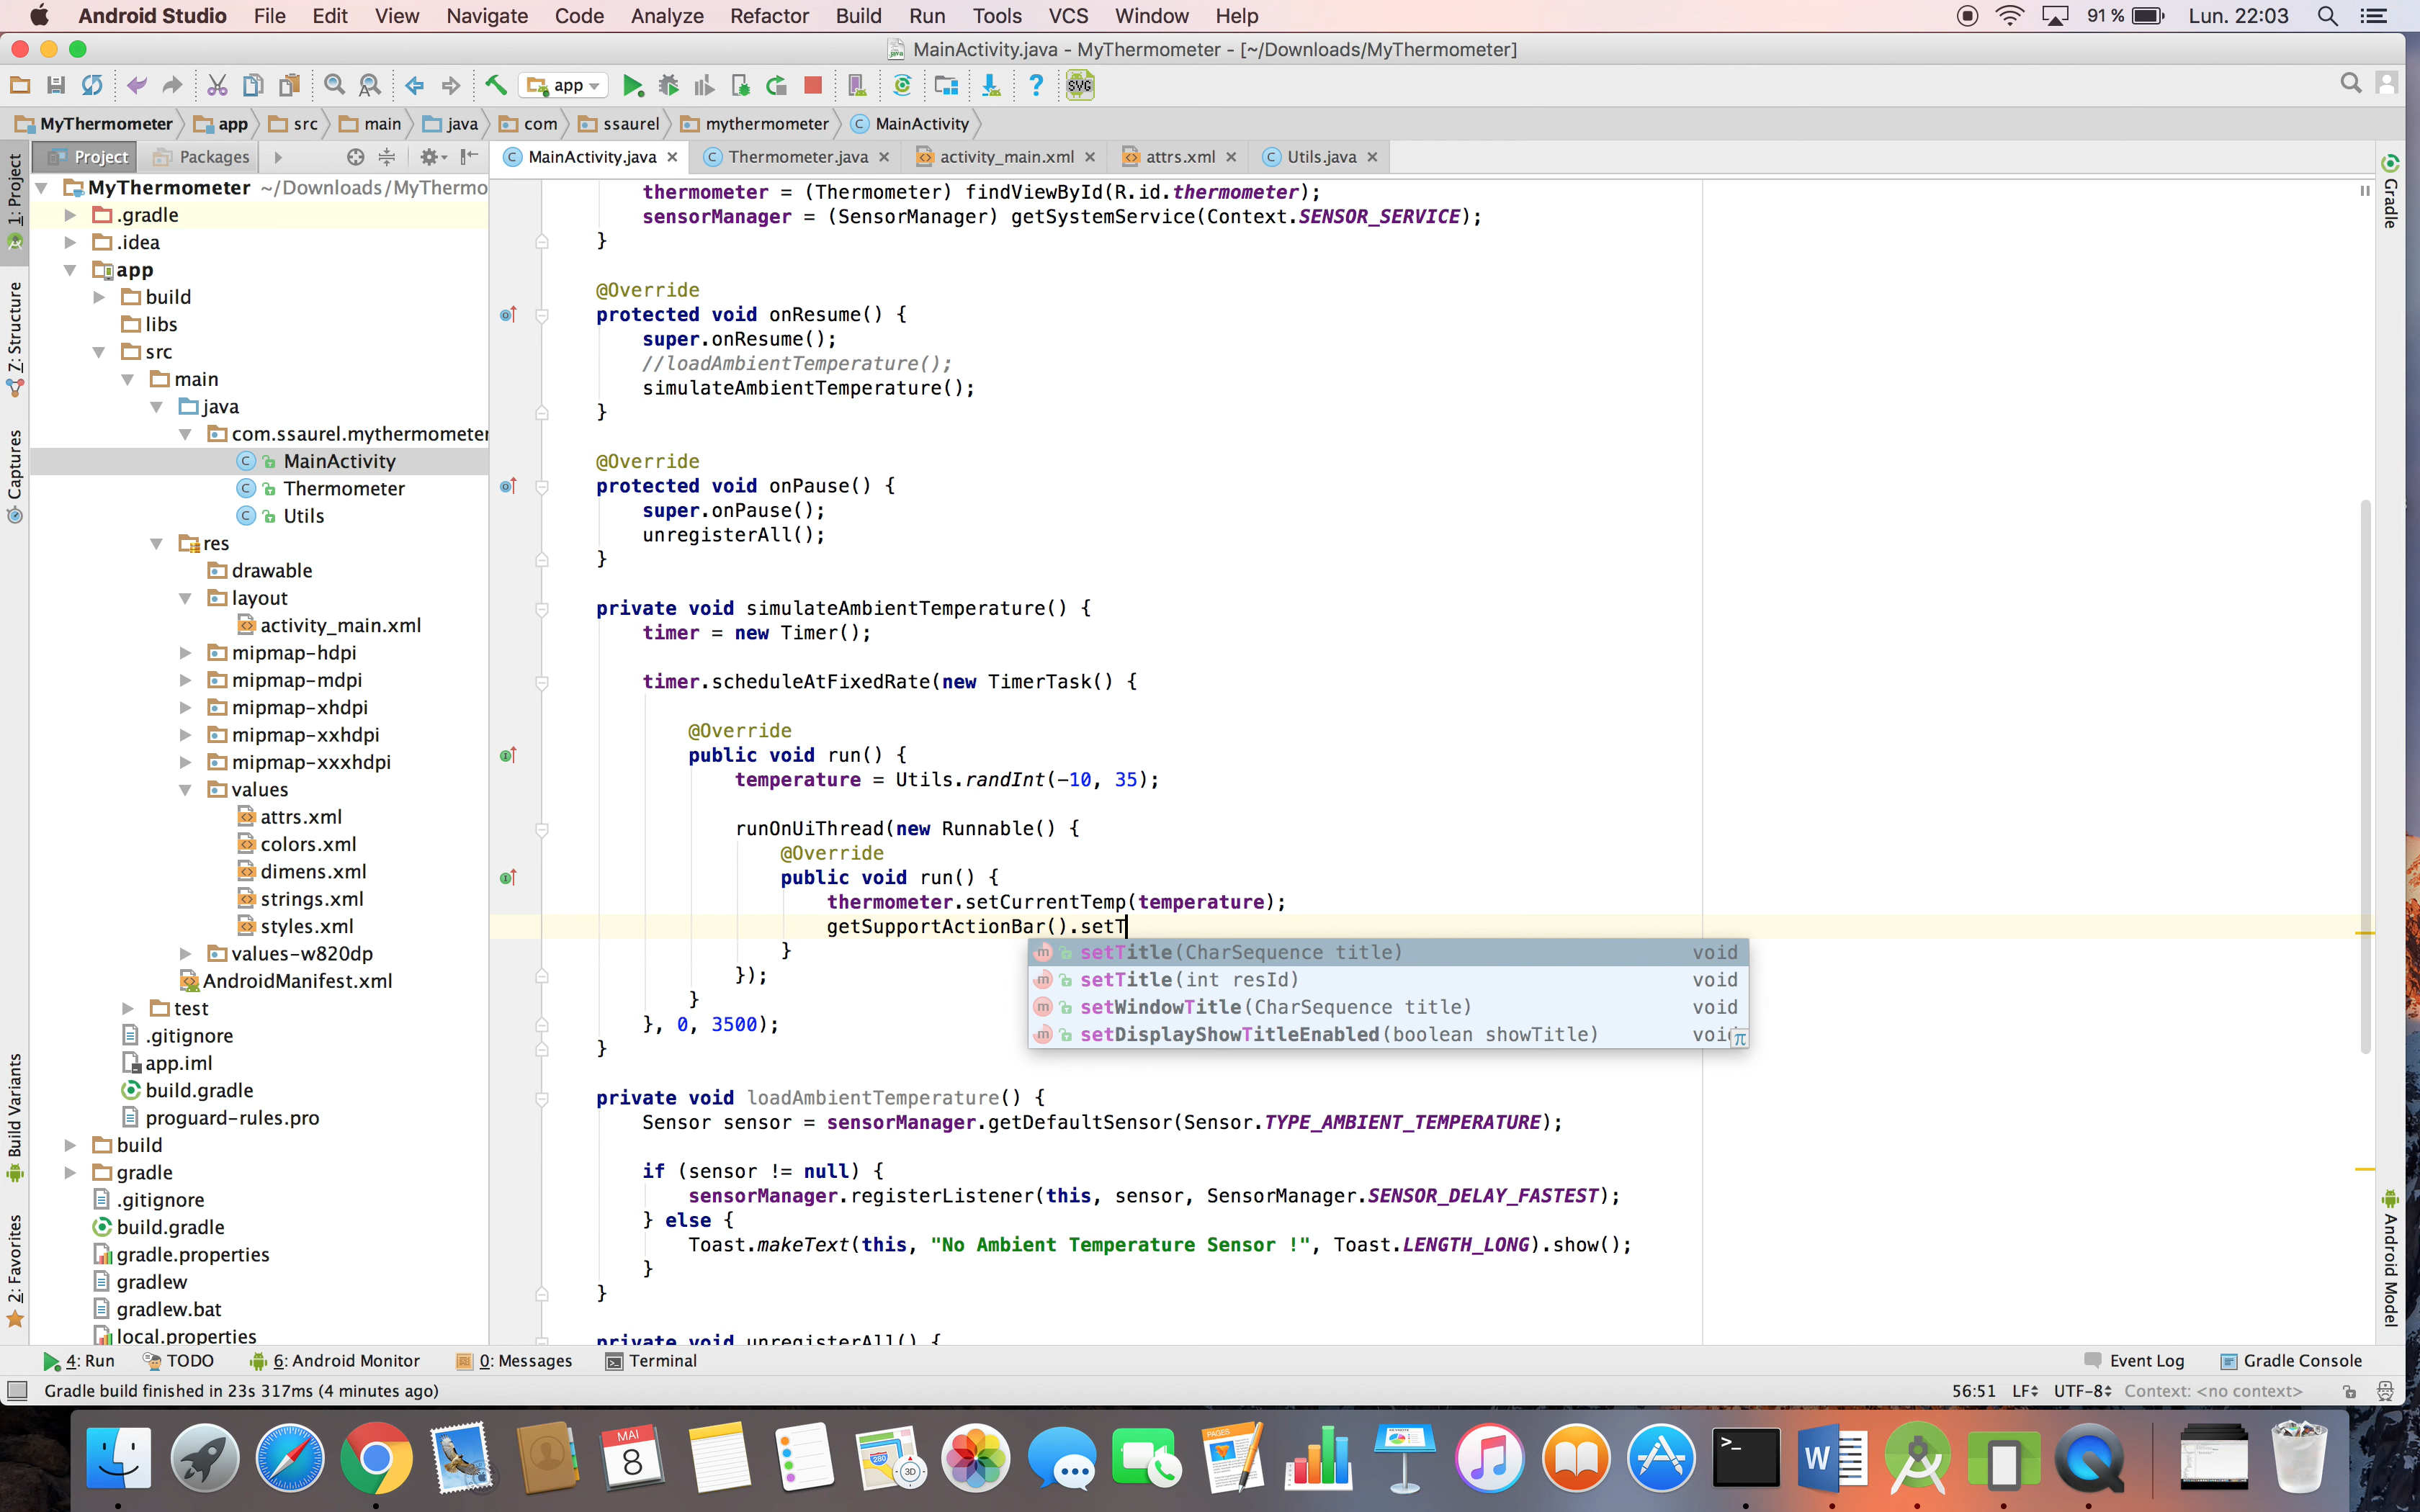 Android Studio File Edit View Navigate Code Analyze Refactor Build Run Tools VCS Window Help 91 % Lun. 22:03
MainActivity.java - MyThermometer - [~/Downloads/MyThermometer]
app SVG
MyThermometer app src main java com ssaurel mythermometer MainActivity
Project Packages
MainActivity.java Thermometer.java activity_main.xml attrs.xml Utils.java
1: Project
7: Structure
Captures
Build Variants
2: Favorites
MyThermometer ~/Downloads/MyThermo
.gradle
.idea
app
build
libs
src
main
java
com.ssaurel.mythermometer
MainActivity
Thermometer
Utils
res
drawable
layout
activity_main.xml
mipmap-hdpi
mipmap-mdpi
mipmap-xhdpi
mipmap-xxhdpi
mipmap-xxxhdpi
values
attrs.xml
colors.xml
dimens.xml
strings.xml
styles.xml
values-w820dp
AndroidManifest.xml
test
.gitignore
app.iml
build.gradle
proguard-rules.pro
build
gradle
.gitignore
build.gradle
gradle.properties
gradlew
gradlew.bat
local.properties
thermometer = (Thermometer) findViewById(R.id.thermometer);
sensorManager = (SensorManager) getSystemService(Context.SENSOR_SERVICE);
}
@Override
protected void onResume() {
super.onResume();
//loadAmbientTemperature();
simulateAmbientTemperature();
}
@Override
protected void onPause() {
super.onPause();
unregisterAll();
}
private void simulateAmbientTemperature() {
timer = new Timer();
timer.scheduleAtFixedRate(new TimerTask() {
@Override
public void run() {
temperature = Utils.randInt(-10, 35);
runOnUiThread(new Runnable() {
@Override
public void run() {
thermometer.setCurrentTemp(temperature);
getSupportActionBar().setT
}
});
}
}, 0, 3500);
}
setTitle(CharSequence title) void
setTitle(int resId) void
setWindowTitle(CharSequence title) void
setDisplayShowTitleEnabled(boolean showTitle) void
π
private void loadAmbientTemperature() {
Sensor sensor = sensorManager.getDefaultSensor(Sensor.TYPE_AMBIENT_TEMPERATURE);
if (sensor != null) {
sensorManager.registerListener(this, sensor, SensorManager.SENSOR_DELAY_FASTEST);
} else {
Toast.makeText(this, "No Ambient Temperature Sensor !", Toast.LENGTH_LONG).show();
}
}
private void unregisterAll() {
Gradle
Android Model
4: Run TODO 6: Android Monitor 0: Messages Terminal Event Log Gradle Console
Gradle build finished in 23s 317ms (4 minutes ago) 56:51 LF UTF-8 Context: <no context>
MAI
8
280
3D
PAGES
>_
W